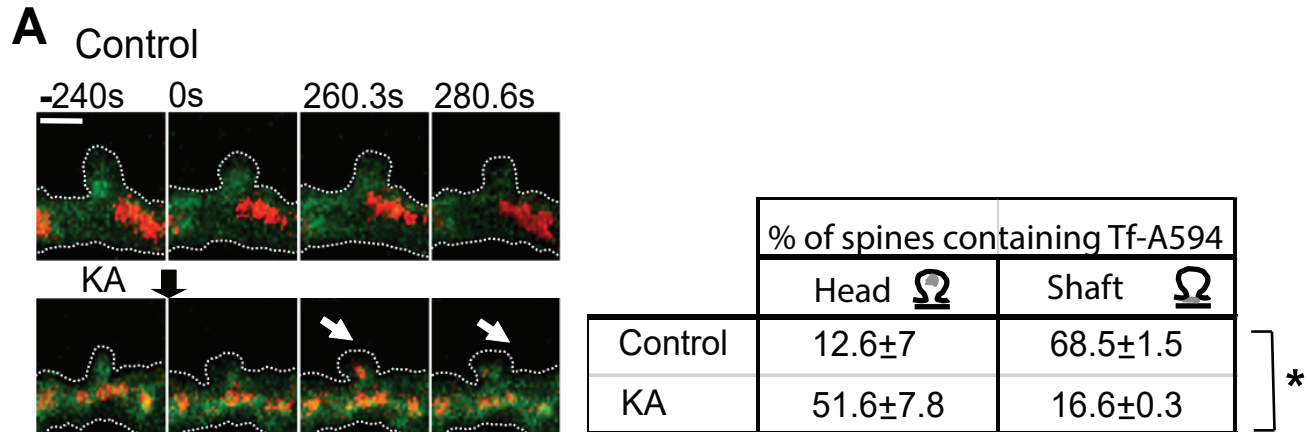 A Control
-240s 0s 260.3s 280.6s
KA
% of spines containing Tf-A594
Head Shaft
Control 12.6±7 68.5±1.5
KA 51.6±7.8 16.6±0.3
*